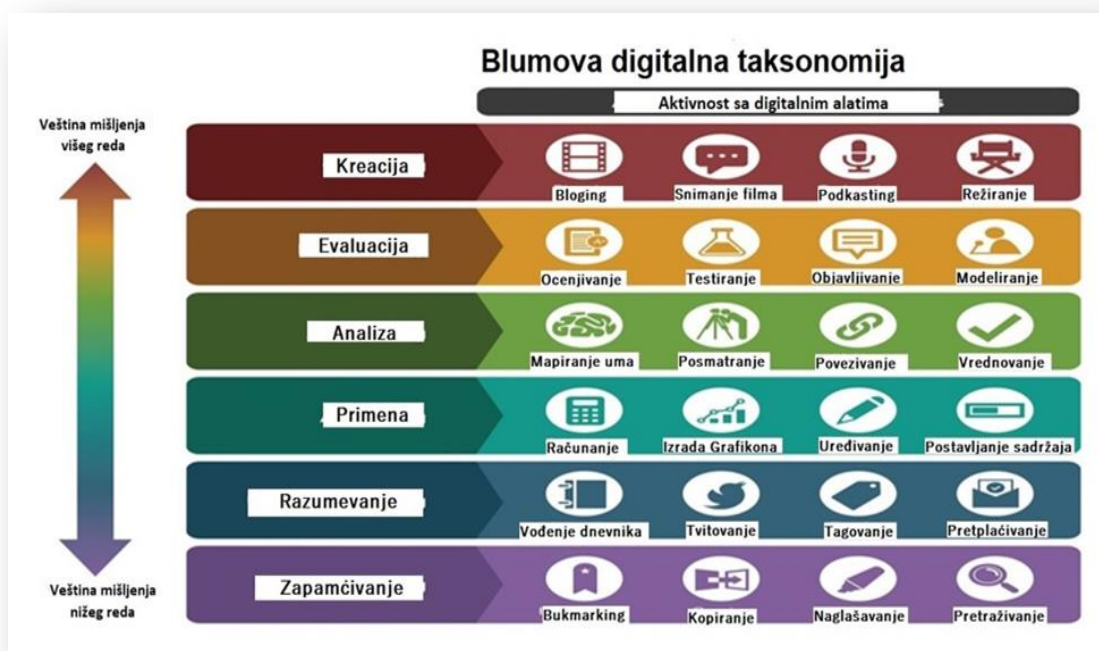 Blumova digitalna taksonomija
Aktivnost sa digitalnim alatima
Veština mišljenja
višeg reda
Kreacija
Bloging
Snimanje filma
Podkasting
Režiranje
Evaluacija
Ocenjivanje
Testiranje
Objavljivanje
Modeliranje
Analiza
Mapiranje uma
Posmatranje
Povezivanje
Vrednovanje
Primena
Računanje
Izrada Grafikona
Uređivanje
Postavljanje sadržaja
Razumevanje
Vođenje dnevnika
Tvitovanje
Tagovanje
Pretplaćivanje
Zapamćivanje
Bukmarking
Kopiranje
Naglašavanje
Pretraživanje
Veština mišljenja
nižeg reda